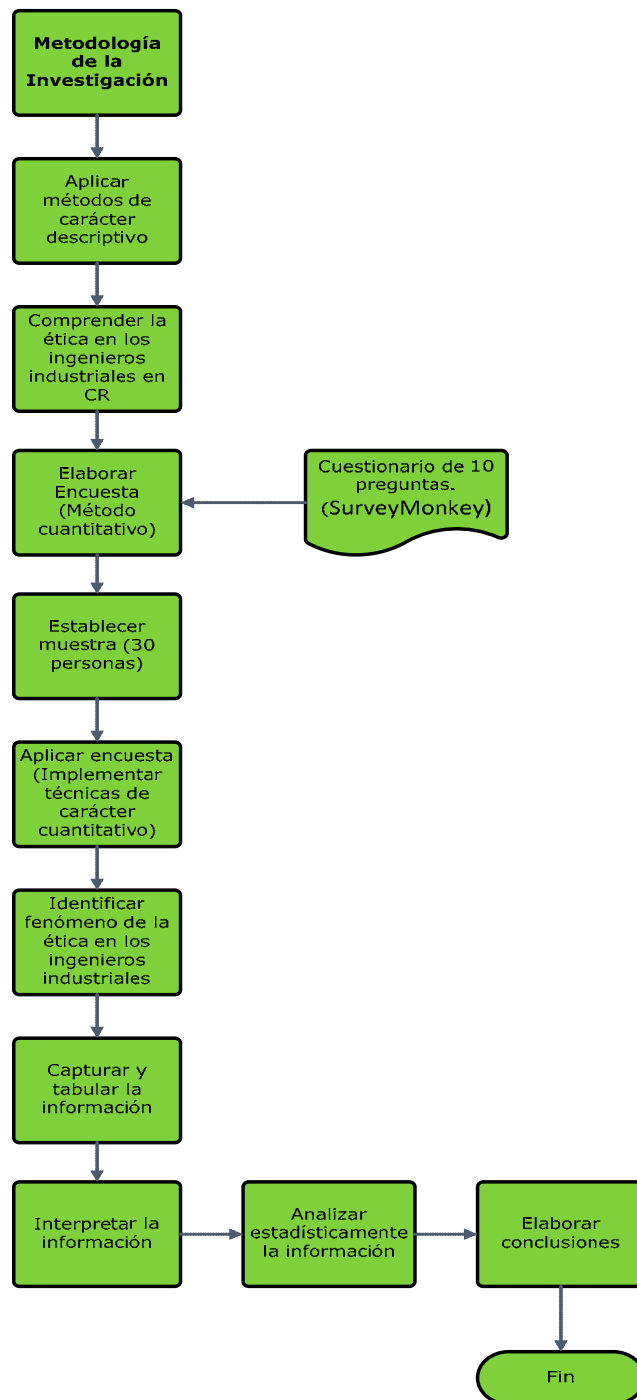 Metodología
de la
Investigación
Aplicar
métodos de
carácter
descriptivo
Comprender la
ética en los
ingenieros
industriales en
CR
Elaborar
Encuesta
(Método
cuantitativo)
Cuestionario de 10
preguntas.
(SurveyMonkey)
Establecer
muestra (30
personas)
Aplicar encuesta
(Implementar
técnicas de
carácter
cuantitativo)
Identificar
fenómeno de la
ética en los
ingenieros
industriales
Capturar y
tabular la
información
Interpretar la
información
Analizar
estadísticamente
la información
Elaborar
conclusiones
Fin